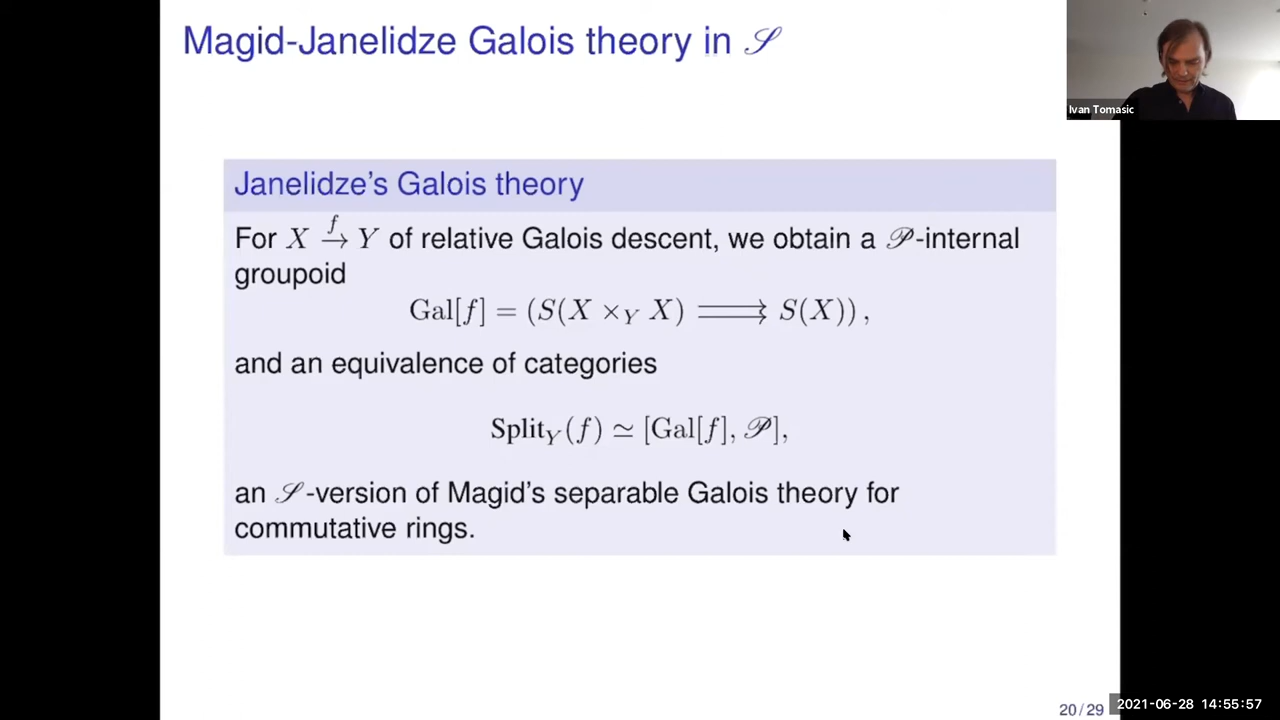 Magid-Janelidze Galois theory in 𝒮
Ivan Tomasic
Janelidze's Galois theory
For X →^f Y of relative Galois descent, we obtain a 𝒫-internal
groupoid
Gal[f] = (S(X ×_Y X) ⇉ S(X)),
and an equivalence of categories
Split_Y(f) ≃ [Gal[f], 𝒫],
an 𝒮-version of Magid's separable Galois theory for
commutative rings.
20/29
2021-06-28 14:55:57